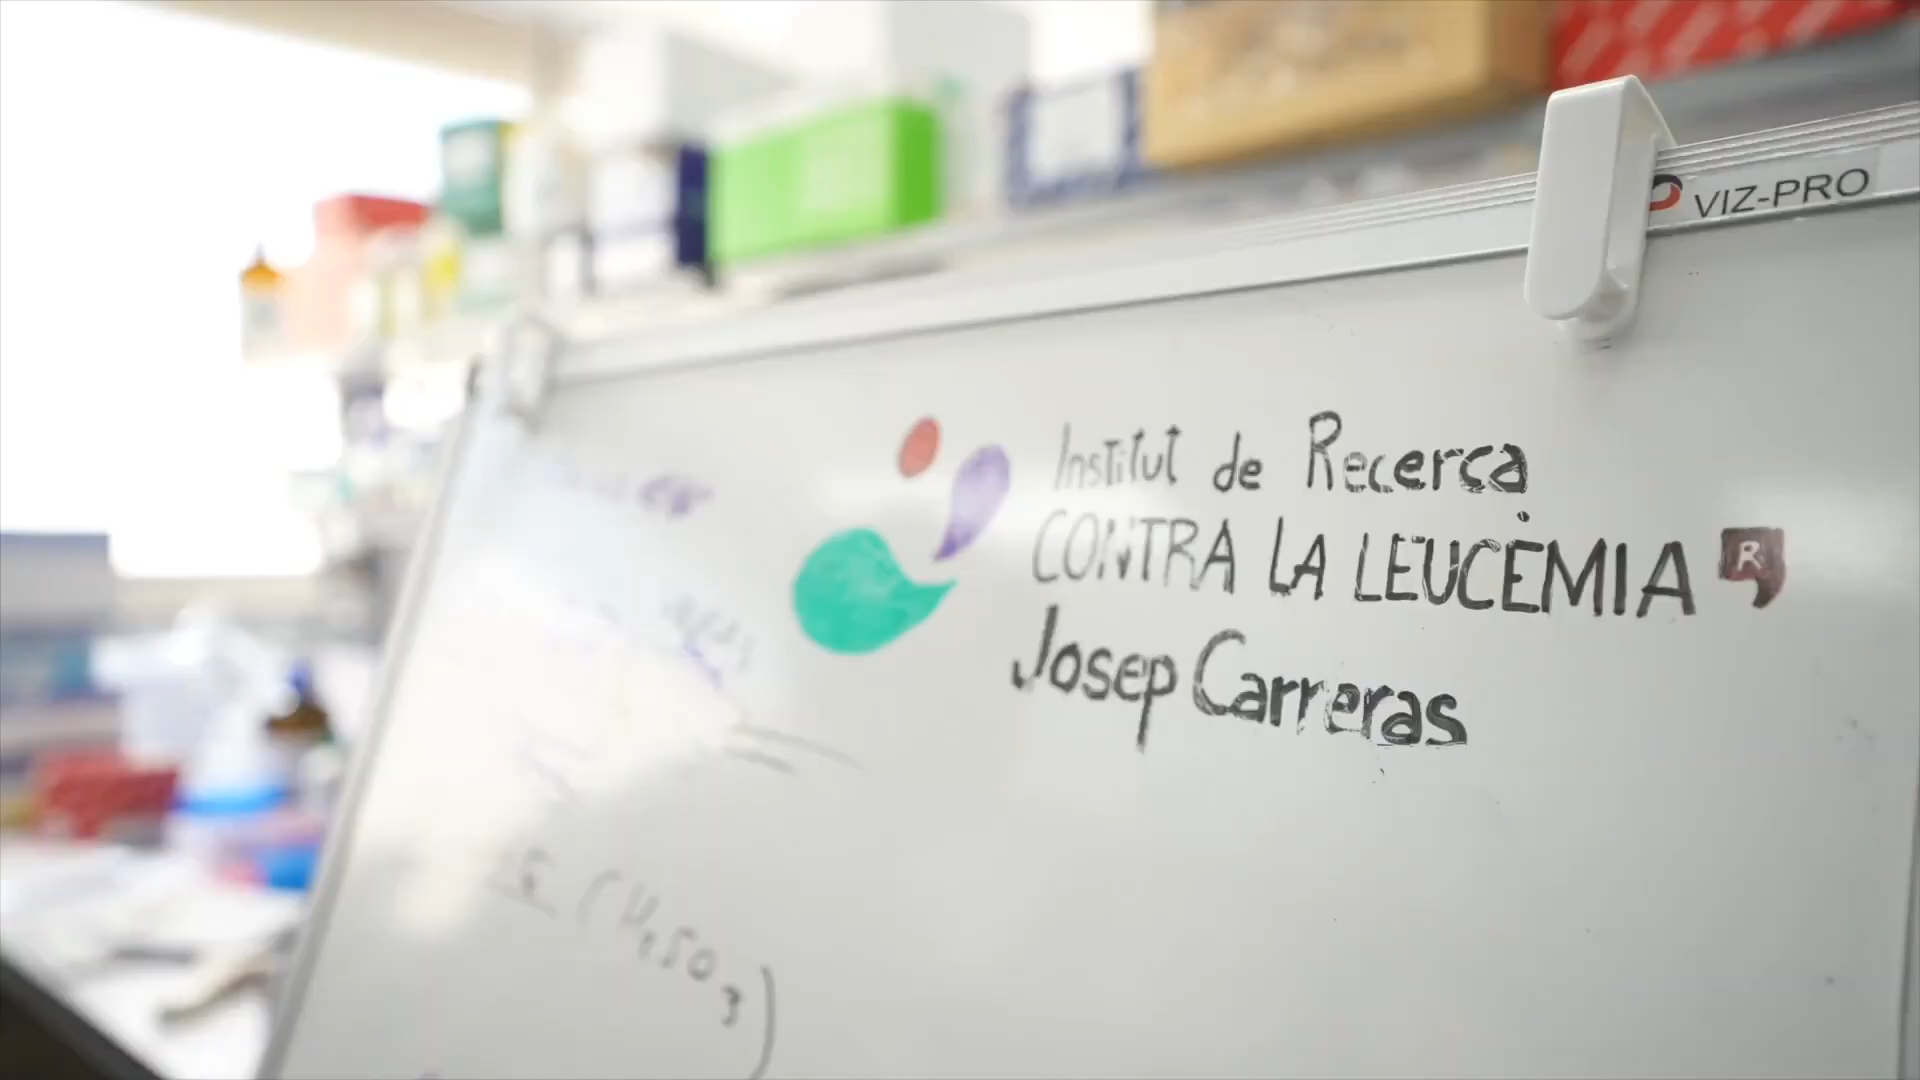 VIZ-PRO
Institut de Recerca
CONTRA LA LEUCÈMIA R
Josep Carreras